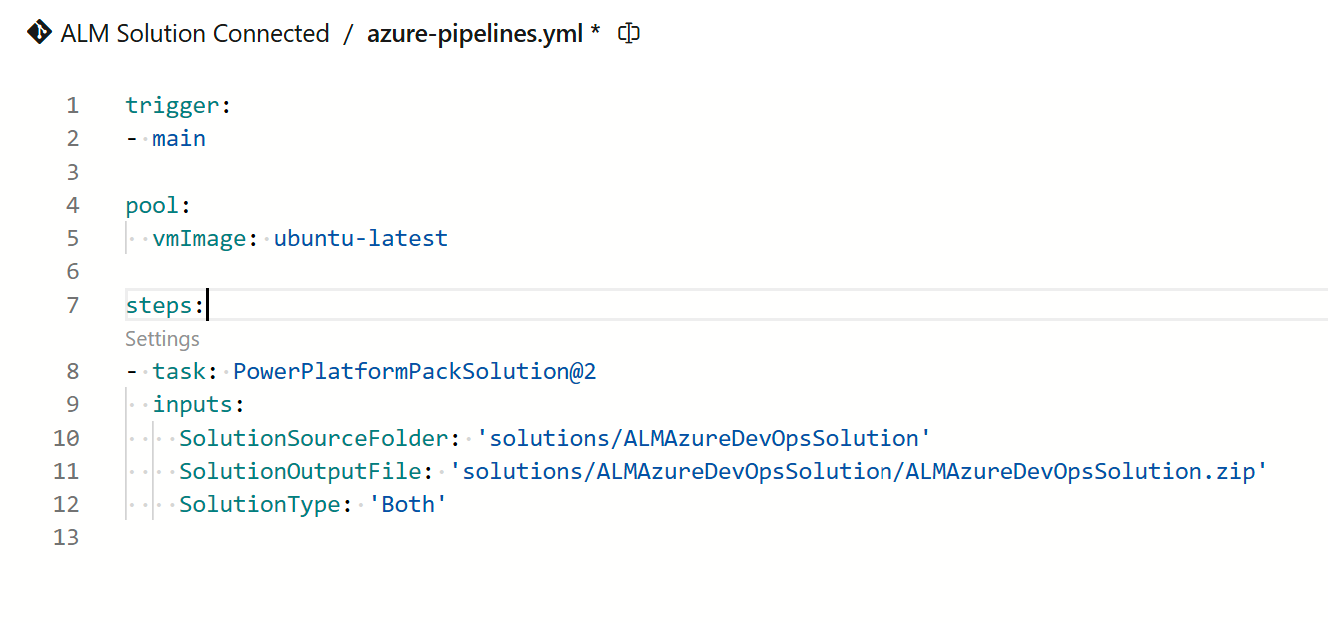 ALM Solution Connected / azure-pipelines.yml *
1 trigger:
2 - main
3
4 pool:
5   vmImage: ubuntu-latest
6
7 steps:
Settings
8 - task: PowerPlatformPackSolution@2
9   inputs:
10     SolutionSourceFolder: 'solutions/ALMAzureDevOpsSolution'
11     SolutionOutputFile: 'solutions/ALMAzureDevOpsSolution/ALMAzureDevOpsSolution.zip'
12     SolutionType: 'Both'
13